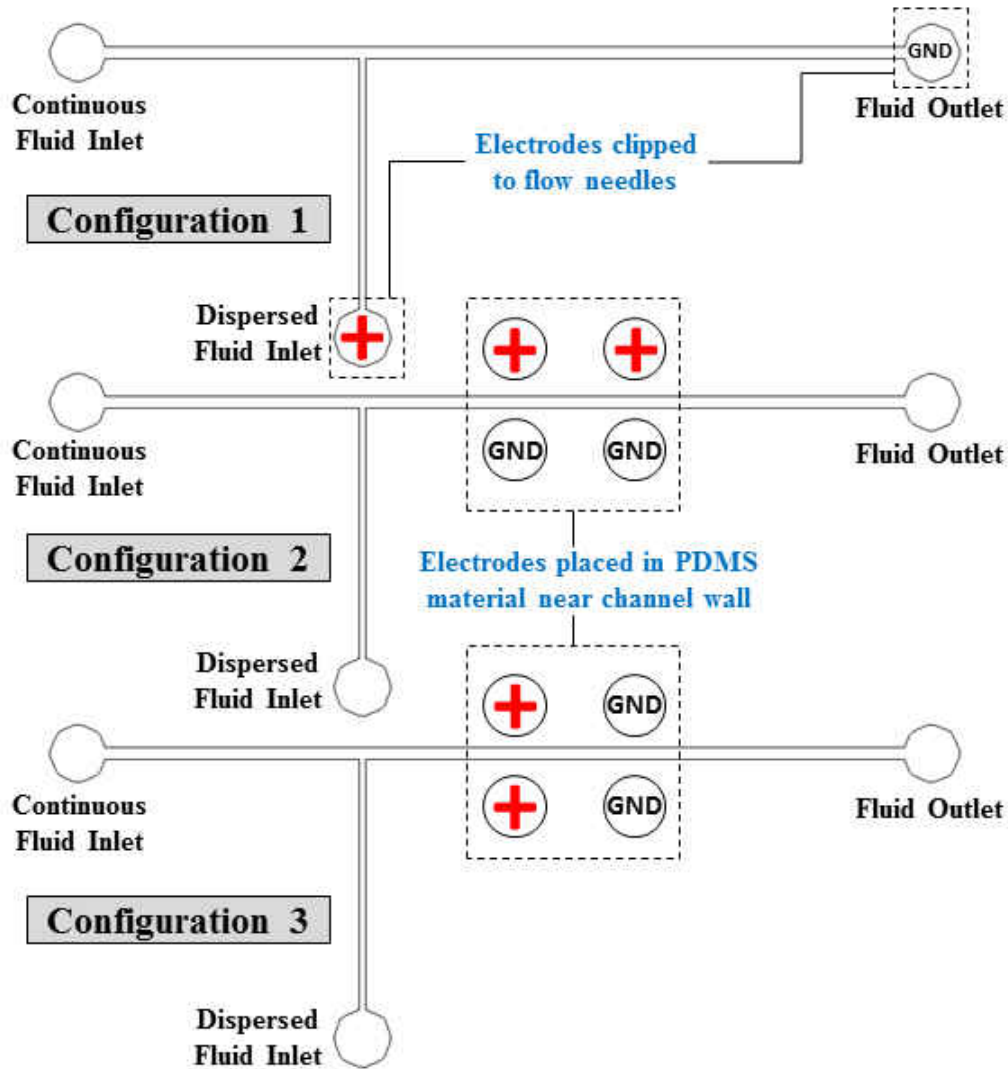 GND
Continuous
Fluid Inlet
Fluid Outlet
Electrodes clipped
to flow needles
Configuration 1
Dispersed
Fluid Inlet
Continuous
Fluid Inlet
GND
GND
Fluid Outlet
Configuration 2
Electrodes placed in PDMS
material near channel wall
Dispersed
Fluid Inlet
GND
Continuous
Fluid Inlet
GND
Fluid Outlet
Configuration 3
Dispersed
Fluid Inlet